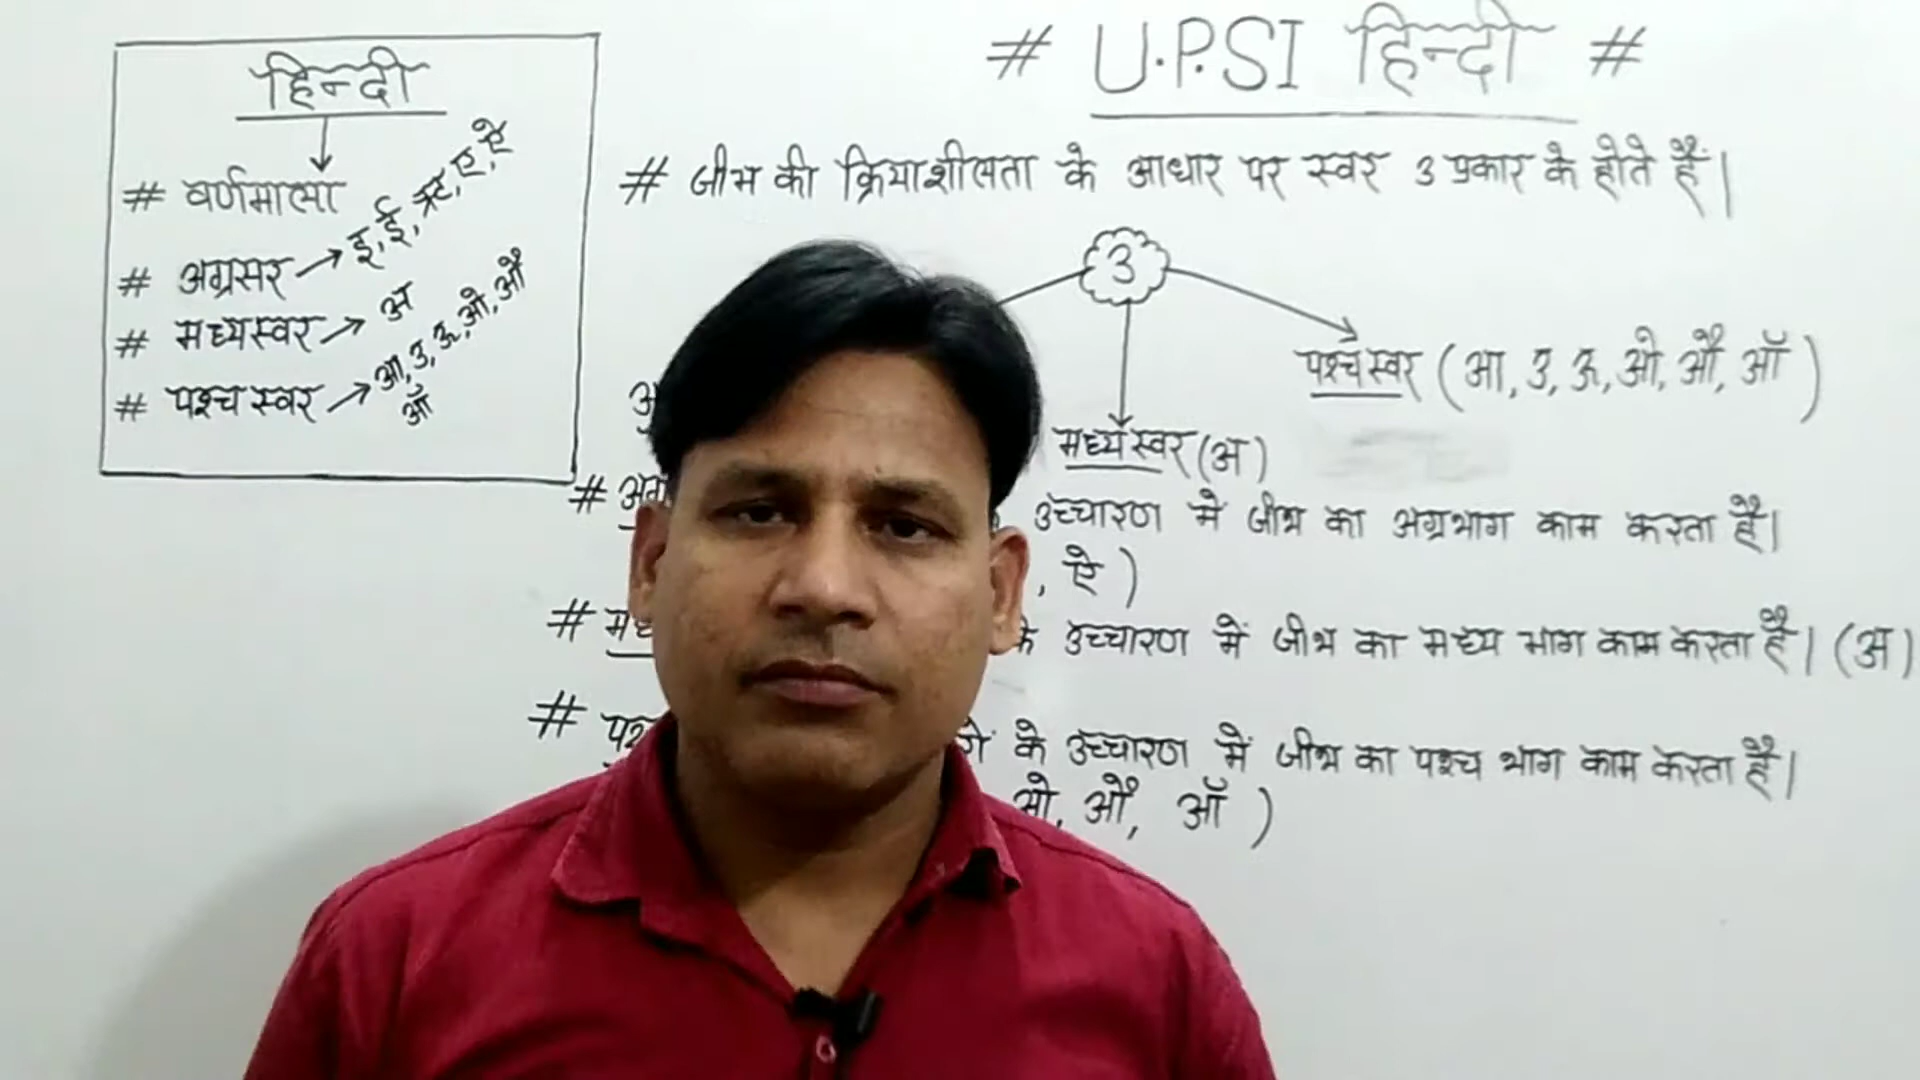 हिन्दी
# वर्णमाला
# अग्रसर → इ, ई, ऋ, ए, ऐ
# मध्यस्वर → अ
# पश्चस्वर → आ, उ, ऊ, ओ, औ
ऑ
# U.P.SI हिन्दी #
# जीभ की क्रियाशीलता के आधार पर स्वर 3 प्रकार के होते हैं।
3
पश्च स्वर (आ, उ, ऊ, ओ, औ, ऑ)
मध्य स्वर (अ)
# उच्चारण में जीभ का अग्रभाग काम करता है।
, ऐ )
# के उच्चारण में जीभ का मध्य भाग काम करता है। (अ)
# के उच्चारण में जीभ का पश्च भाग काम करता है।
ओ, औ, ऑ )